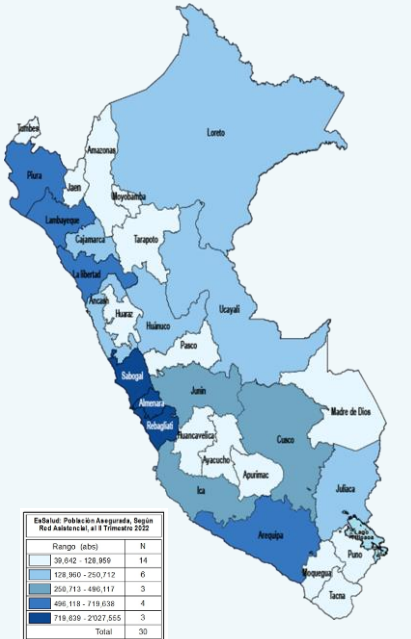 Loreto
Tumbes
Amazonas
Piura
Jaen
Moyobamba
Lambayeque
Cajamarca
Tarapoto
La libertad
Ancash
Huaraz
Huánuco
Ucayali
Pasco
Sabogal
Junin
Almenara
Madre de Dios
Rebagliati
Huancavelica
Cusco
Ayacucho
Apurimac
Ica
Juliaca
Arequipa
Lago
Titicaca
Puno
Moquegua
Tacna
EsSalud: Población Asegurada, Según
Red Asistencial, al II Trimestre 2022
Rango (abs) N
39,642 - 128,959 14
128,960 - 250,712 6
250,713 - 496,117 3
496,118 - 719,638 4
719,639 - 2'027,555 3
Total 30